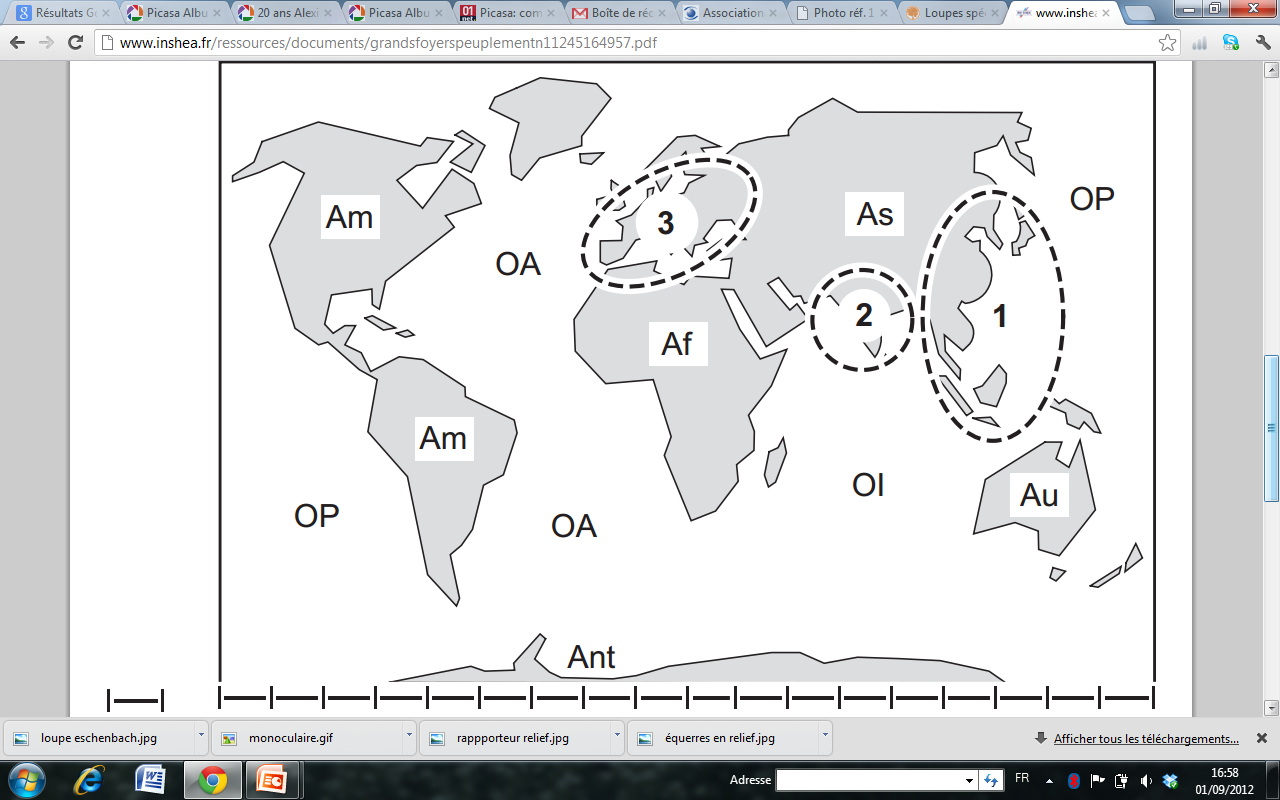 Résultats Go
Picasa Albu
20 ans Alexi
Picasa Albu
Picasa: com
Boîte de réc
Association
Photo réf. 1
Loupes spé
www.inshea
www.inshea.fr/ressources/documents/grandsfoyerspeuplementn11245164957.pdf
Am
OA
3
As
OP
2
1
Af
Am
OI
Au
OP
OA
Ant
loupe eschenbach.jpg
monoculaire.gif
rappporteur relief.jpg
équerres en relief.jpg
Afficher tous les téléchargements...
Adresse
FR
16:58
01/09/2012